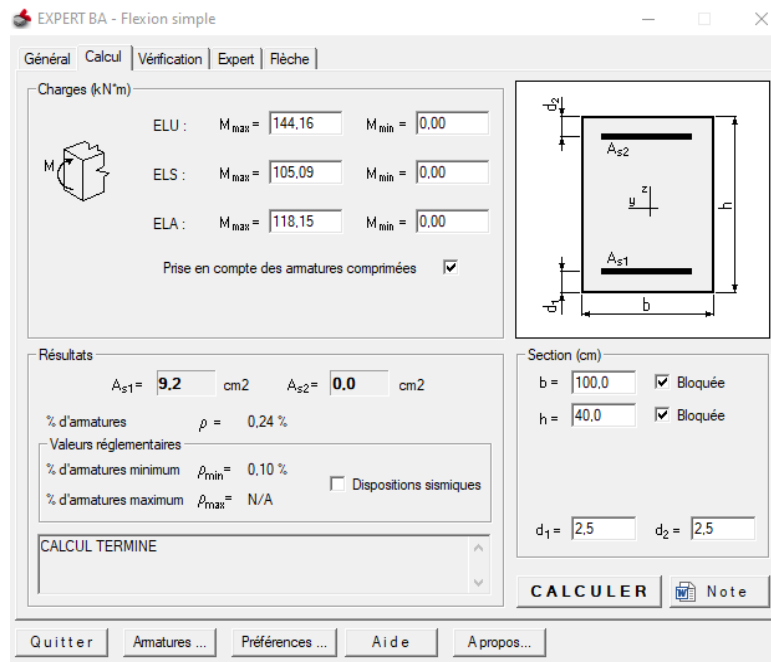 EXPERT BA - Flexion simple
Général Calcul Vérification Expert Flèche
Charges (kN*m)
ELU : Mmax = 144,16 Mmin = 0,00
M
ELS : Mmax = 105,09 Mmin = 0,00
ELA : Mmax = 118,15 Mmin = 0,00
Prise en compte des armatures comprimées
d2
As2
z
y
h
As1
d1
b
Résultats
As1= 9,2 cm2 As2= 0,0 cm2
% d'armatures ρ = 0,24 %
Valeurs réglementaires
% d'armatures minimum ρmin= 0,10 %
Dispositions sismiques
% d'armatures maximum ρmax= N/A
CALCUL TERMINE
Section (cm)
b = 100,0 Bloquée
h = 40,0 Bloquée
d1 = 2,5 d2 = 2,5
CALCULER Note
Quitter Armatures ... Préférences ... Aide A propos...